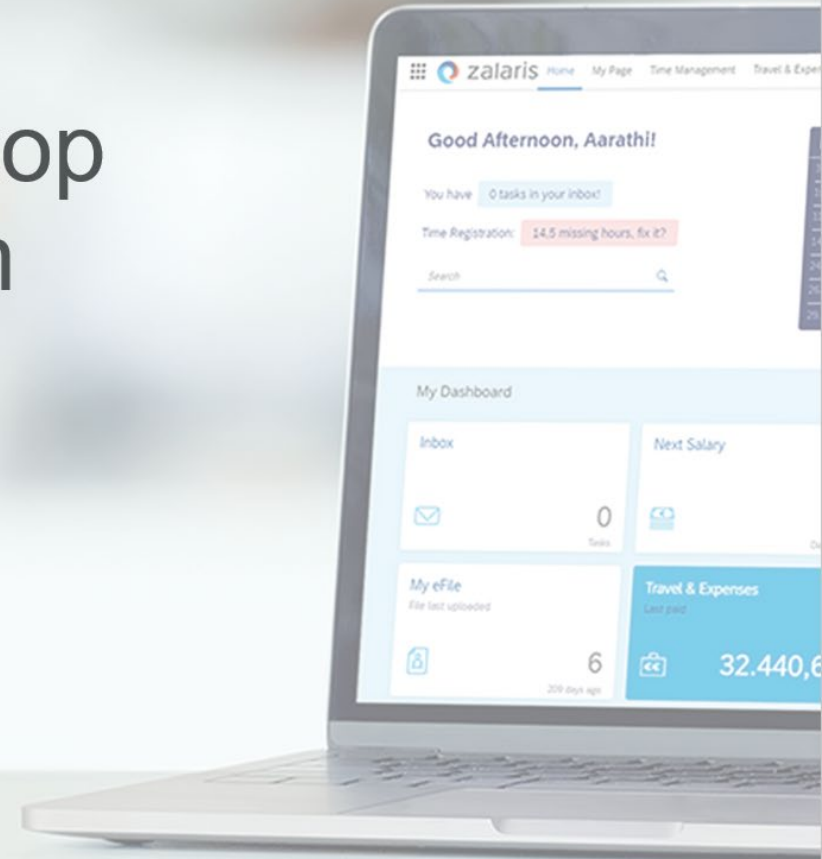 op
n
zalaris Home My Page Time Management Travel & Exper
Good Afternoon, Aarathi!
You have 0 tasks in your inbox!
Time Registration: 14,5 missing hours, fix it?
Search
My Dashboard
Inbox
Next Salary
0
Tasks
My eFile
File last uploaded
Travel & Expenses
Last paid
6
32.440,6
209 days ago